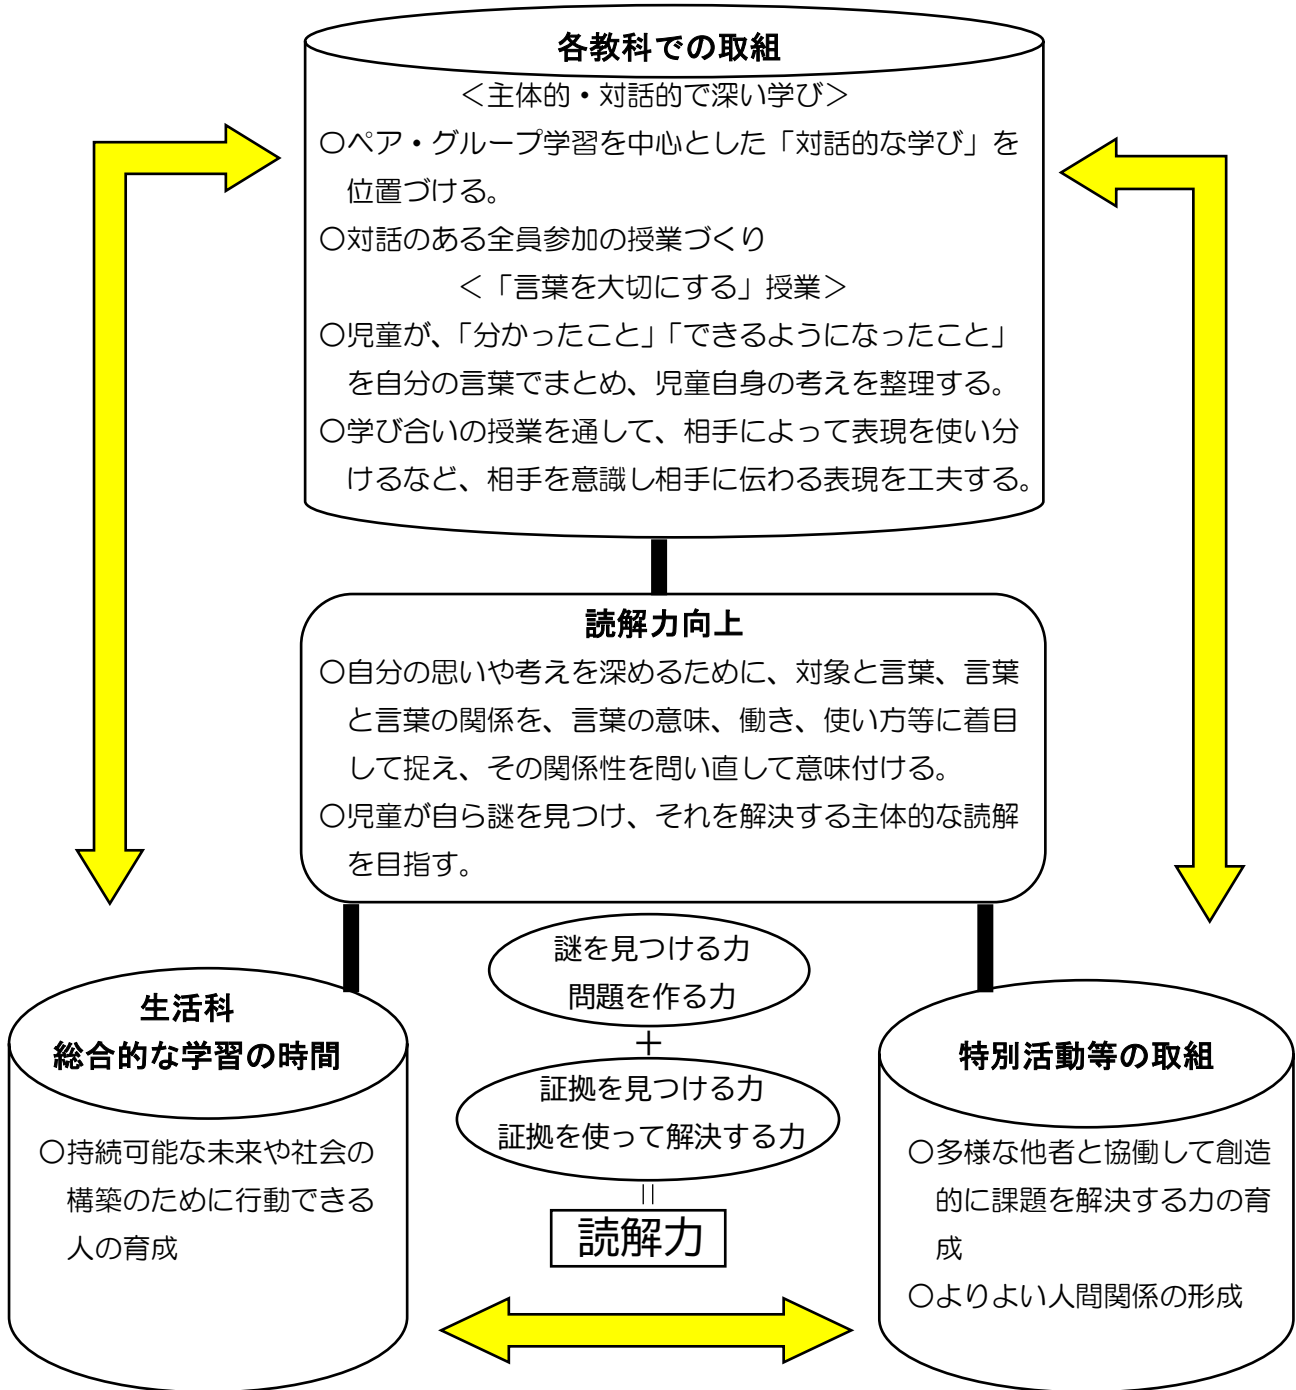 各教科での取組
＜主体的・対話的で深い学び＞
○ペア・グループ学習を中心とした「対話的な学び」を
位置づける。
○対話のある全員参加の授業づくり
＜「言葉を大切にする」授業＞
○児童が、「分かったこと」「できるようになったこと」
を自分の言葉でまとめ、児童自身の考えを整理する。
○学び合いの授業を通して、相手によって表現を使い分
けるなど、相手を意識し相手に伝わる表現を工夫する。
読解力向上
○自分の思いや考えを深めるために、対象と言葉、言葉
と言葉の関係を、言葉の意味、働き、使い方等に着目
して捉え、その関係性を問い直して意味付ける。
○児童が自ら謎を見つけ、それを解決する主体的な読解
を目指す。
謎を見つける力
問題を作る力
＋
証拠を見つける力
証拠を使って解決する力
＝
読解力
生活科
総合的な学習の時間
○持続可能な未来や社会の
構築のために行動できる
人の育成
特別活動等の取組
○多様な他者と協働して創造
的に課題を解決する力の育
成
○よりよい人間関係の形成